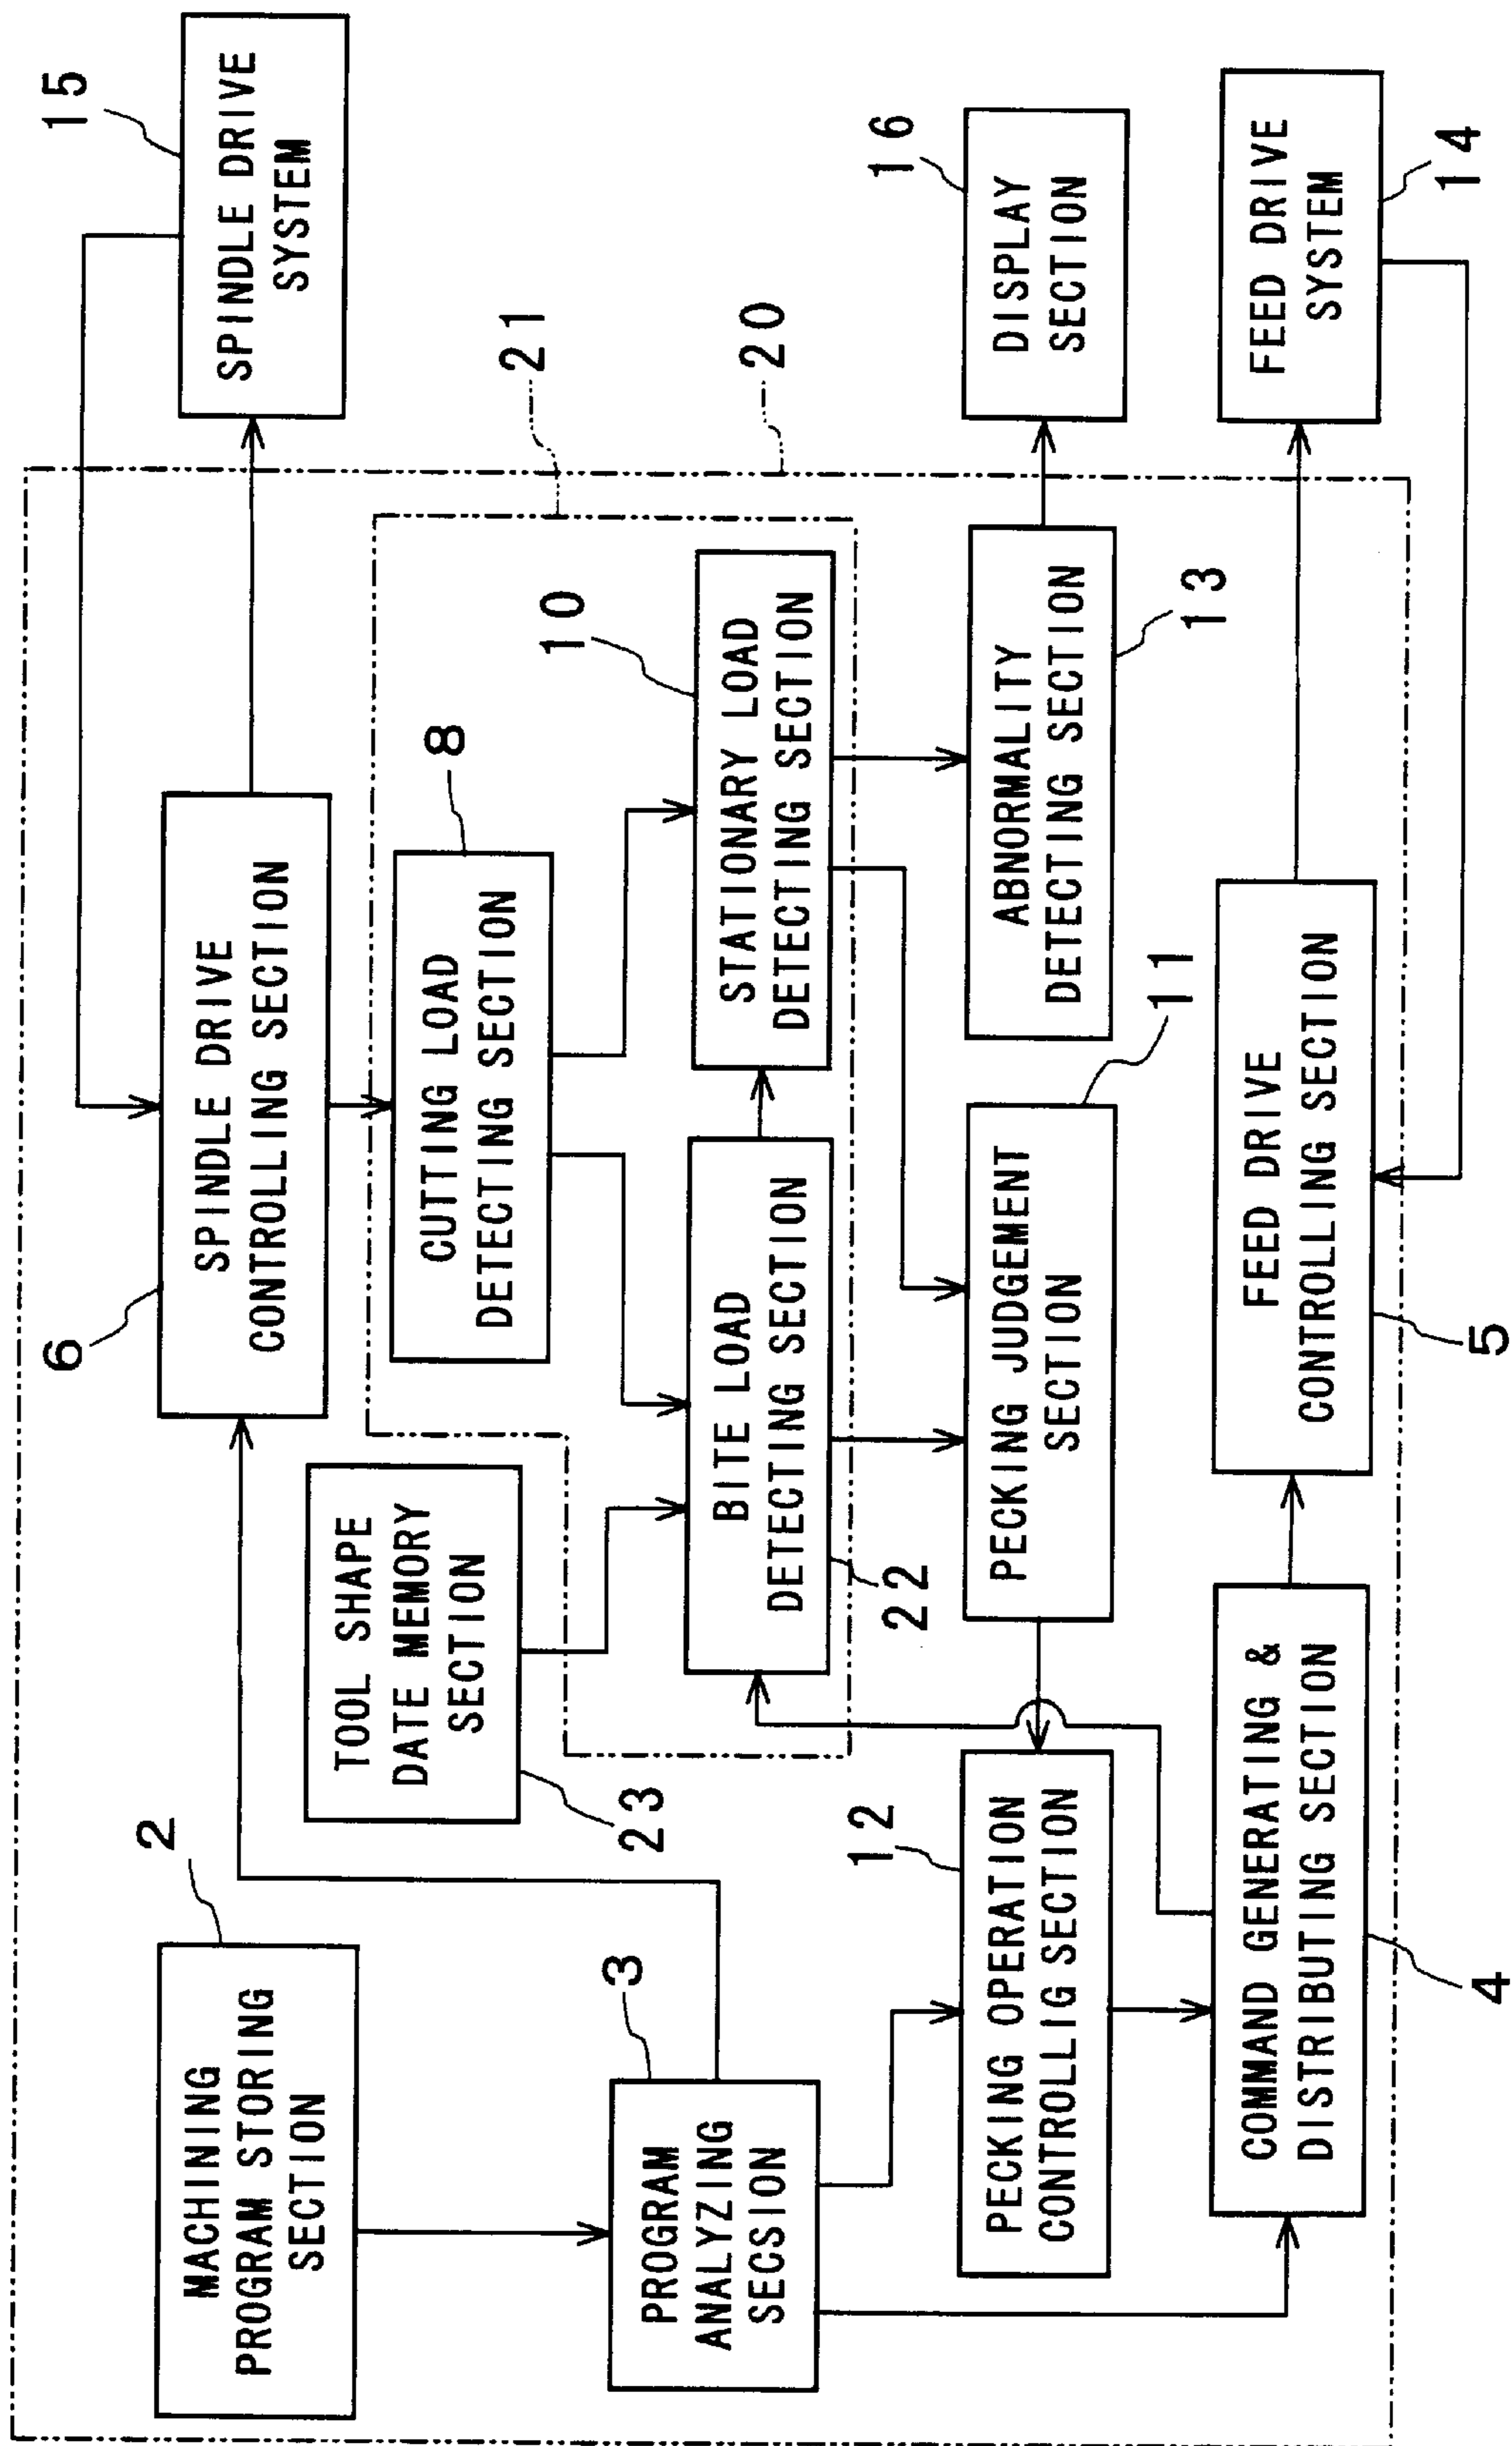 15
SPINDLE DRIVE
SYSTEM
16
DISPLAY
SECTION
FEED DRIVE
SYSTEM
14
21
20
6
SPINDLE DRIVE
CONTROLLING SECTION
8
CUTTING LOAD
DETECTING SECTION
10
STATIONARY LOAD
DETECTING SECTION
ABNORMALITY
DETECTING SECTION
13
TOOL SHAPE
DATE MEMORY
SECTION
23
BITE LOAD
DETECTING SECTION
22
PECKING JUDGEMENT
SECTION
11
FEED DRIVE
CONTROLLING SECTION
5
2
MACHINING
PROGRAM STORING
SECTION
3
PROGRAM
ANALYZING
SECSION
12
PECKING OPERATION
CONTROLLIG SECTION
COMMAND GENERATING &
DISTRIBUTING SECTION
4